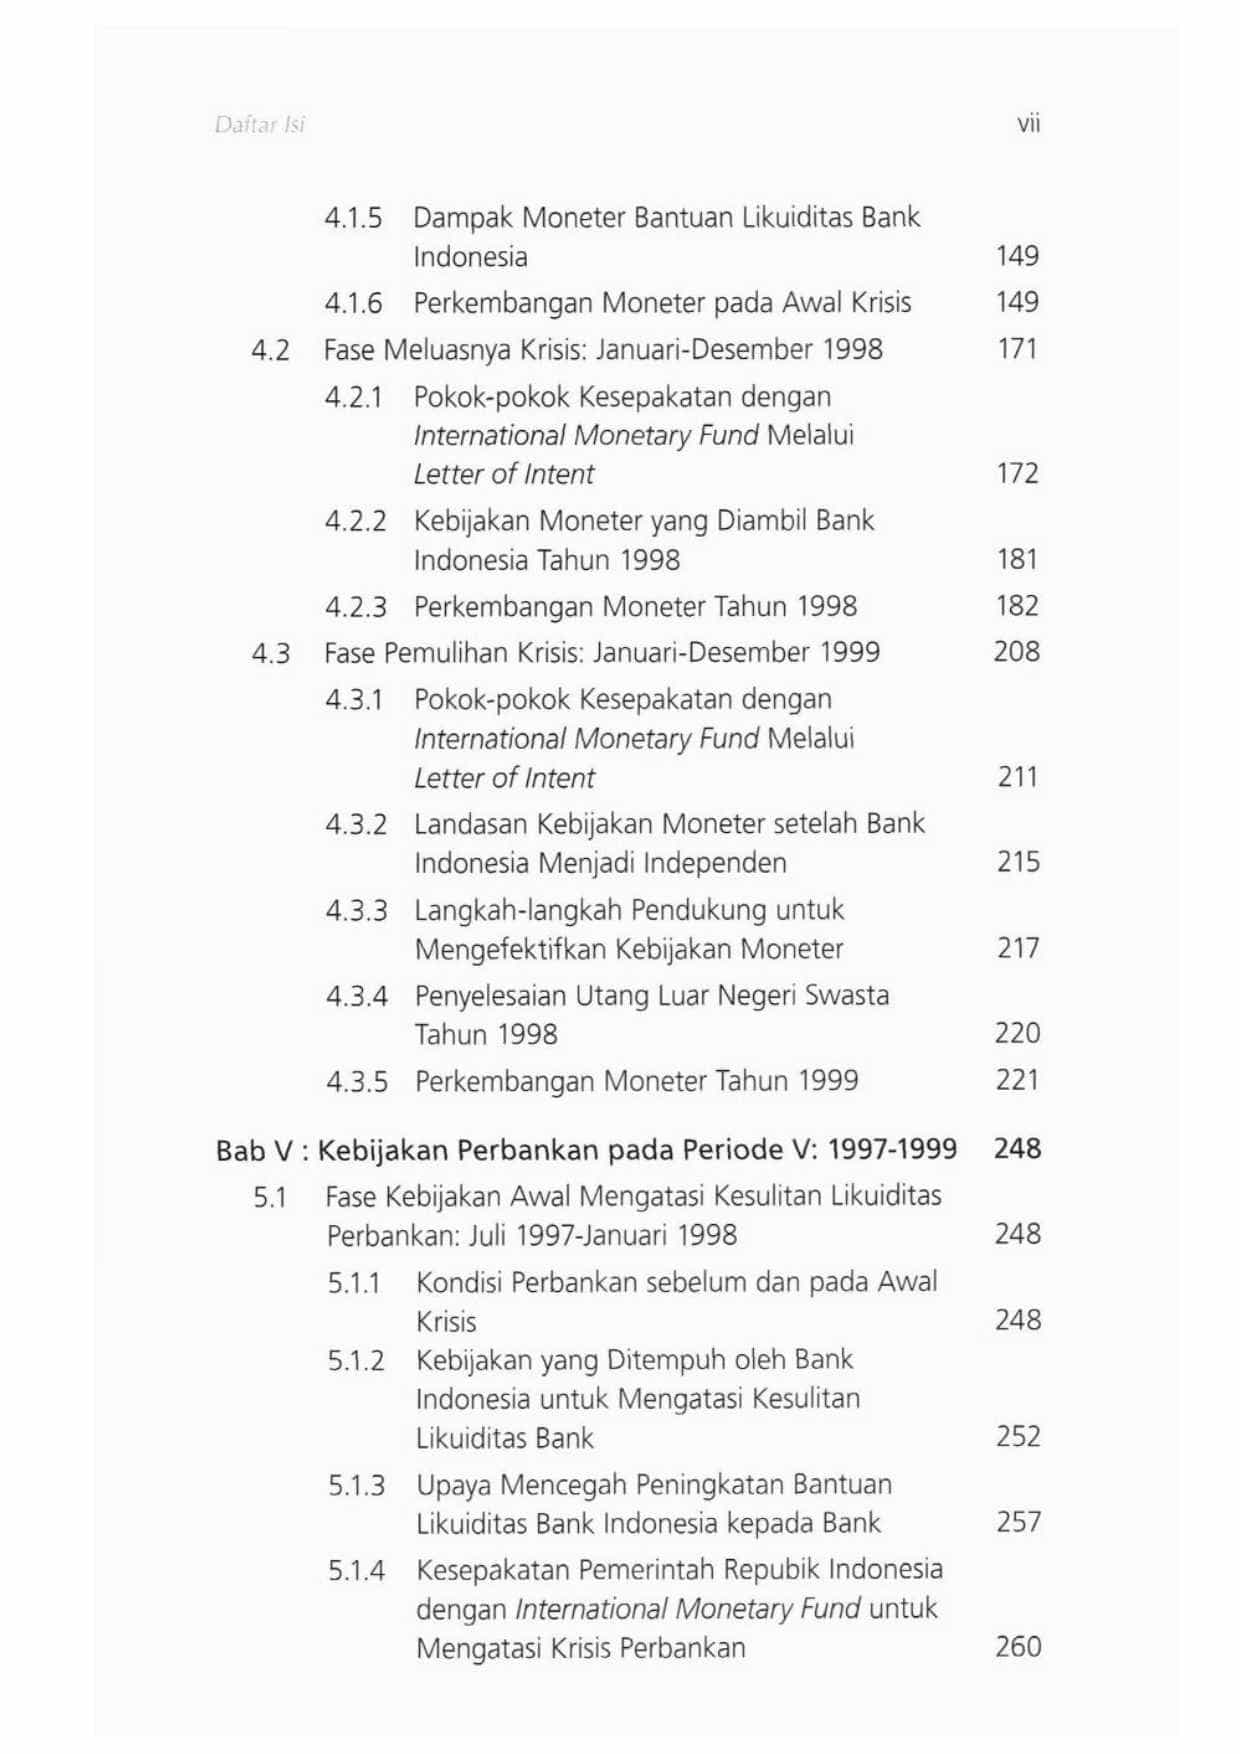 Daftar Isi vii
4.1.5 Dampak Moneter Bantuan Likuiditas Bank
Indonesia 149
4.1.6 Perkembangan Moneter pada Awal Krisis 149
4.2 Fase Meluasnya Krisis: Januari-Desember 1998 171
4.2.1 Pokok-pokok Kesepakatan dengan
International Monetary Fund Melalui
Letter of Intent 172
4.2.2 Kebijakan Moneter yang Diambil Bank
Indonesia Tahun 1998 181
4.2.3 Perkembangan Moneter Tahun 1998 182
4.3 Fase Pemulihan Krisis: Januari-Desember 1999 208
4.3.1 Pokok-pokok Kesepakatan dengan
International Monetary Fund Melalui
Letter of Intent 211
4.3.2 Landasan Kebijakan Moneter setelah Bank
Indonesia Menjadi Independen 215
4.3.3 Langkah-langkah Pendukung untuk
Mengefektifkan Kebijakan Moneter 217
4.3.4 Penyelesaian Utang Luar Negeri Swasta
Tahun 1998 220
4.3.5 Perkembangan Moneter Tahun 1999 221
Bab V : Kebijakan Perbankan pada Periode V: 1997-1999 248
5.1 Fase Kebijakan Awal Mengatasi Kesulitan Likuiditas
Perbankan: Juli 1997-Januari 1998 248
5.1.1 Kondisi Perbankan sebelum dan pada Awal
Krisis 248
5.1.2 Kebijakan yang Ditempuh oleh Bank
Indonesia untuk Mengatasi Kesulitan
Likuiditas Bank 252
5.1.3 Upaya Mencegah Peningkatan Bantuan
Likuiditas Bank Indonesia kepada Bank 257
5.1.4 Kesepakatan Pemerintah Repubik Indonesia
dengan International Monetary Fund untuk
Mengatasi Krisis Perbankan 260